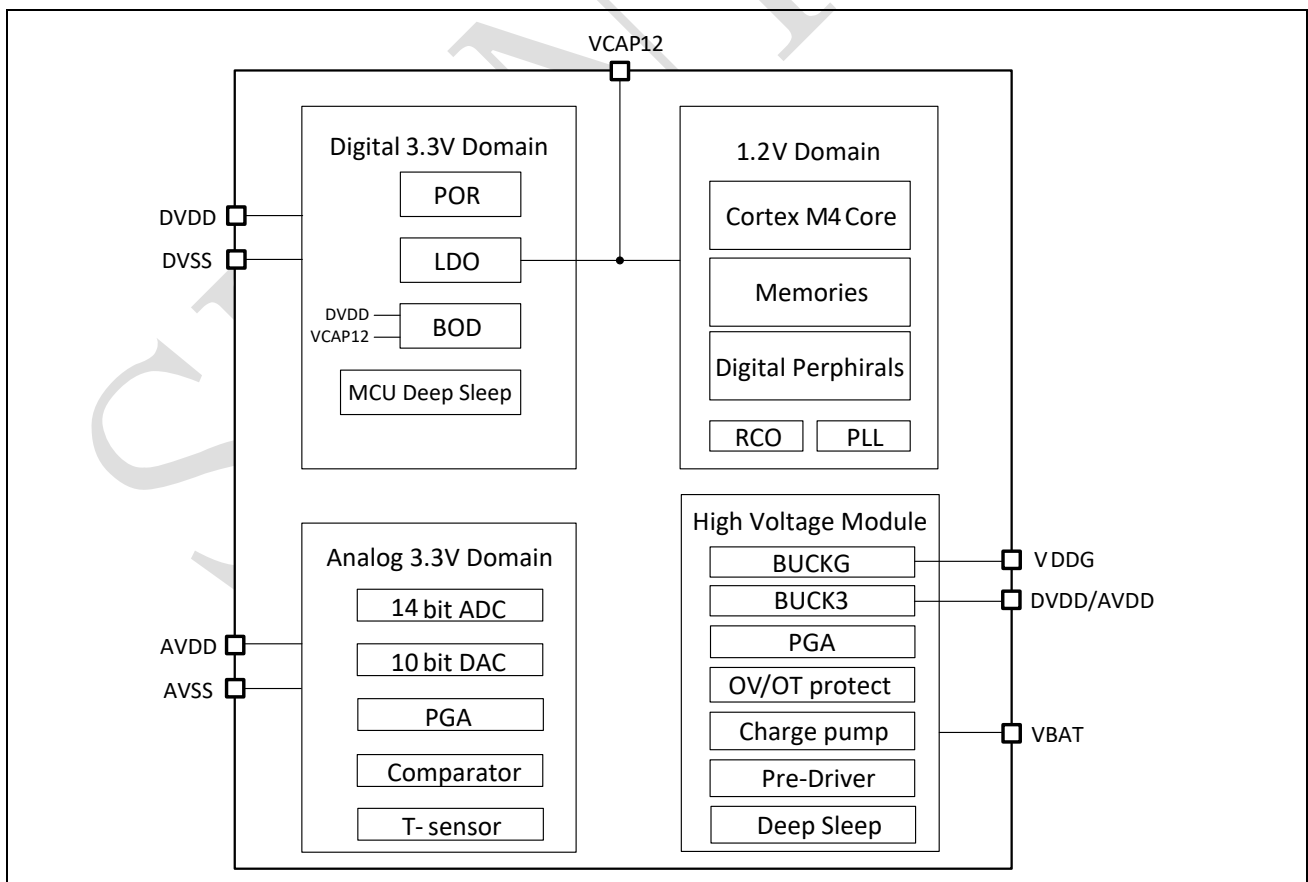 VCAP12
Digital 3.3V Domain
POR
LDO
DVDD
VCAP12
BOD
MCU Deep Sleep
DVDD
DVSS
1.2V Domain
Cortex M4 Core
Memories
Digital Perphirals
RCO
PLL
Analog 3.3V Domain
14 bit ADC
10 bit DAC
PGA
Comparator
T-sensor
AVDD
AVSS
High Voltage Module
BUCKG
BUCK3
PGA
OV/OT protect
Charge pump
Pre-Driver
Deep Sleep
VDDG
DVDD/AVDD
VBAT